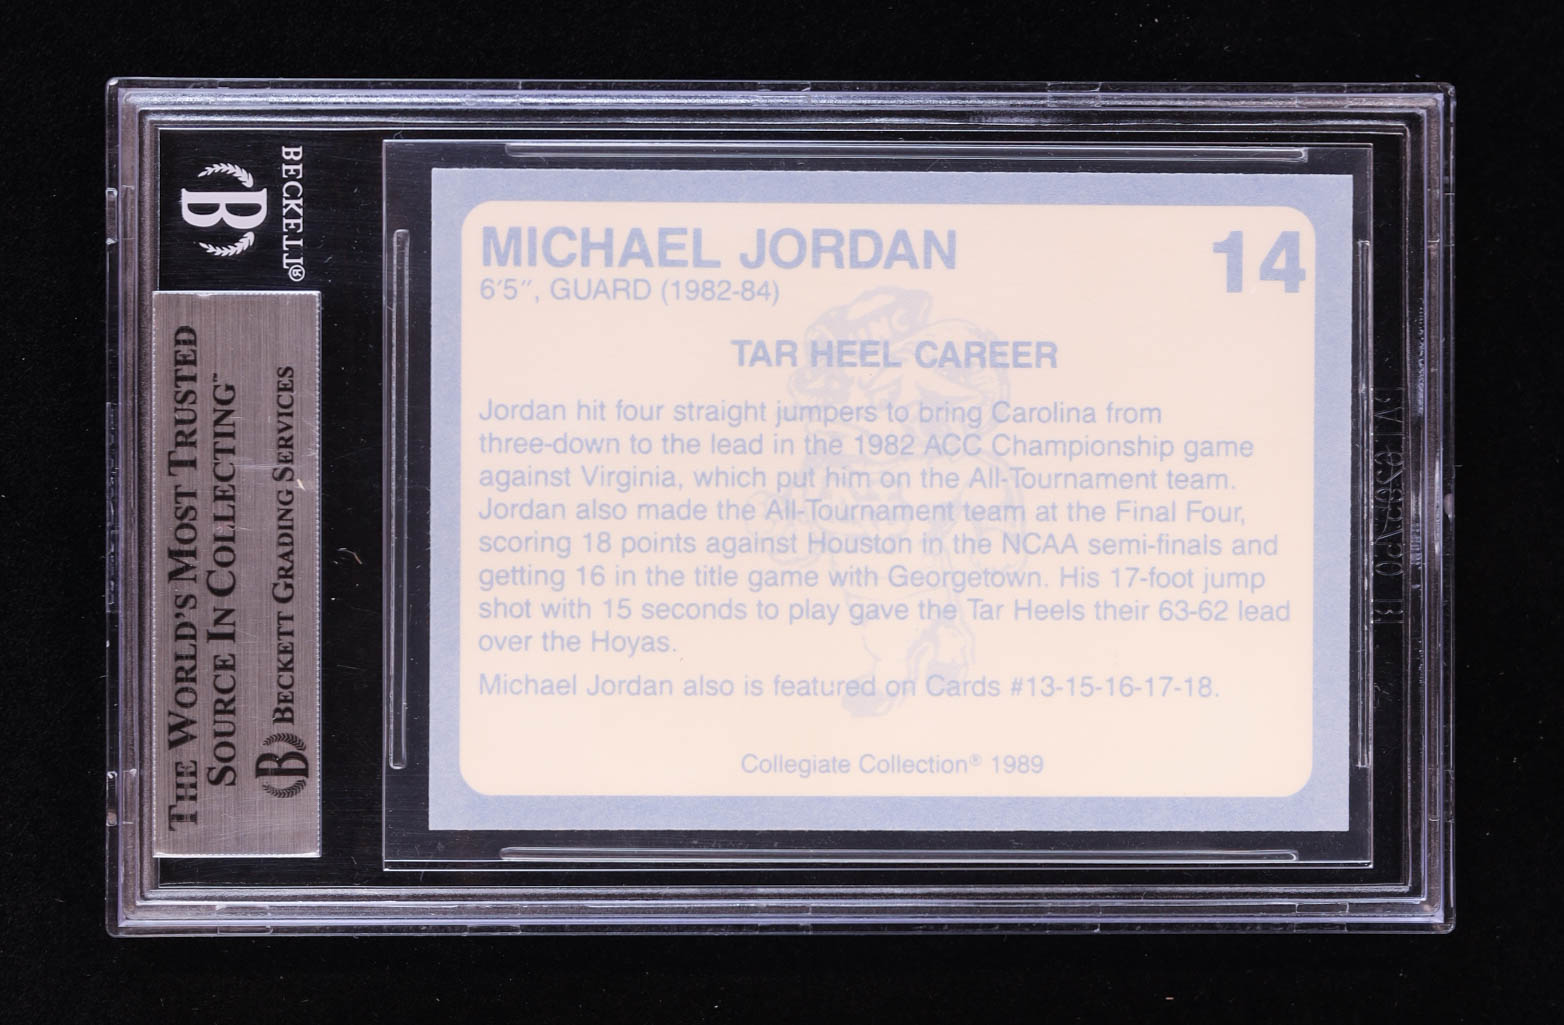 BECKETT®
B
THE WORLD'S MOST TRUSTED
SOURCE IN COLLECTING™
B BECKETT GRADING SERVICES
MICHAEL JORDAN
14
6'5", GUARD (1982-84)
UNC
TAR HEEL CAREER
Jordan hit four straight jumpers to bring Carolina from
three-down to the lead in the 1982 ACC Championship game
against Virginia, which put him on the All-Tournament team.
Jordan also made the All-Tournament team at the Final Four,
scoring 18 points against Houston in the NCAA semi-finals and
getting 16 in the title game with Georgetown. His 17-foot jump
shot with 15 seconds to play gave the Tar Heels their 63-62 lead
over the Hoyas.
Michael Jordan also is featured on Cards #13-15-16-17-18.
Collegiate Collection® 1989